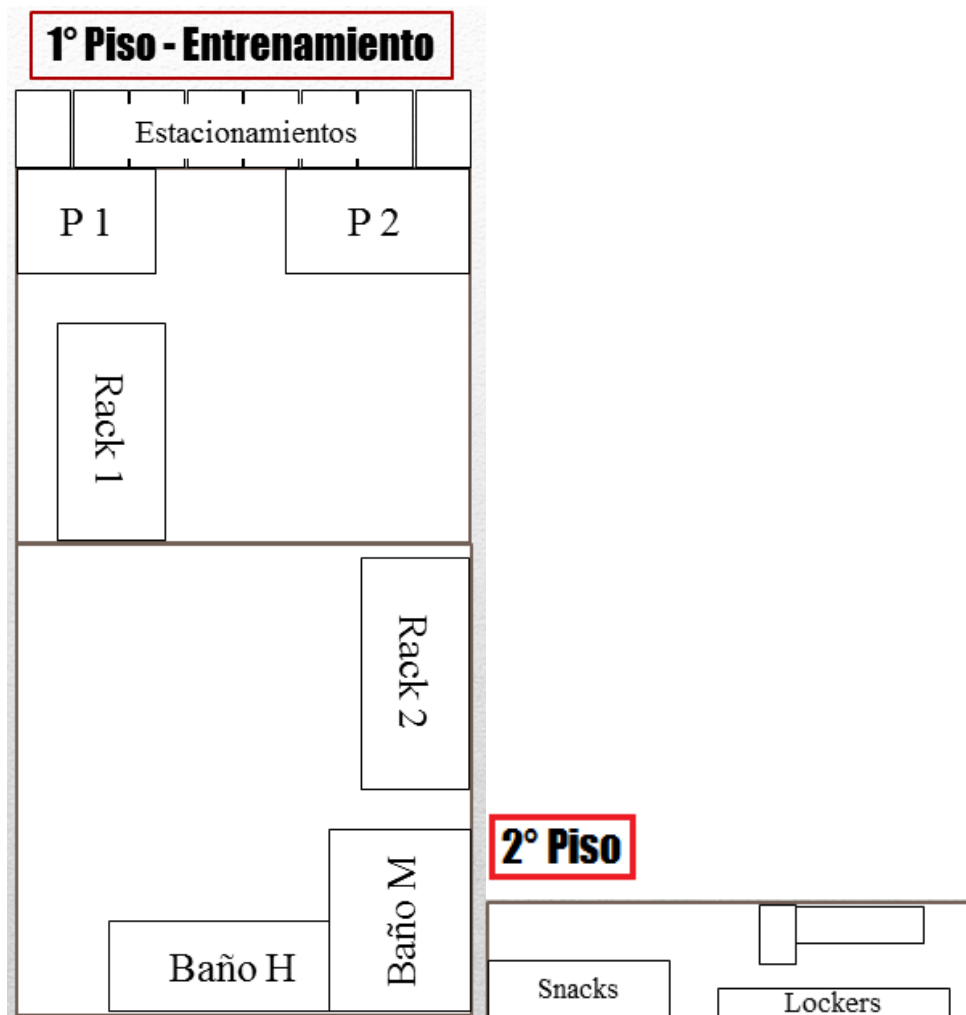 1° Piso - Entrenamiento
Estacionamientos
P 1
P 2
Rack 1
Rack 2
Baño M
Baño H
2° Piso
Snacks
Lockers